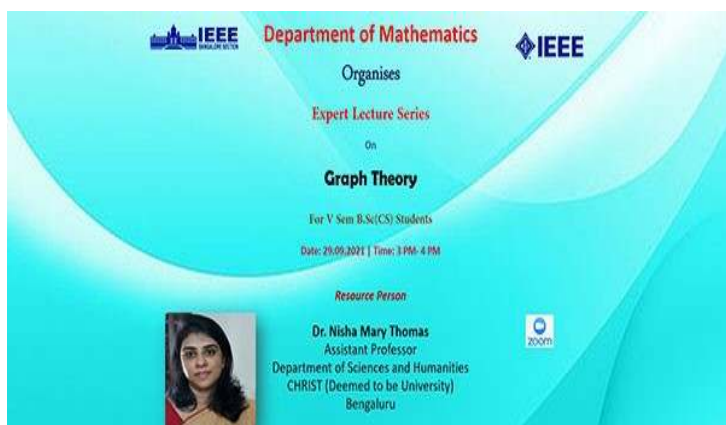 IEEE
BANGALORE SECTION
Department of Mathematics
IEEE
Organises
Expert Lecture Series
On
Graph Theory
For V Sem B.Sc(CS) Students
Date: 29.09.2021 | Time: 3 PM- 4 PM
Resource Person
Dr. Nisha Mary Thomas
Assistant Professor
Department of Sciences and Humanities
CHRIST (Deemed to be University)
Bengaluru
zoom